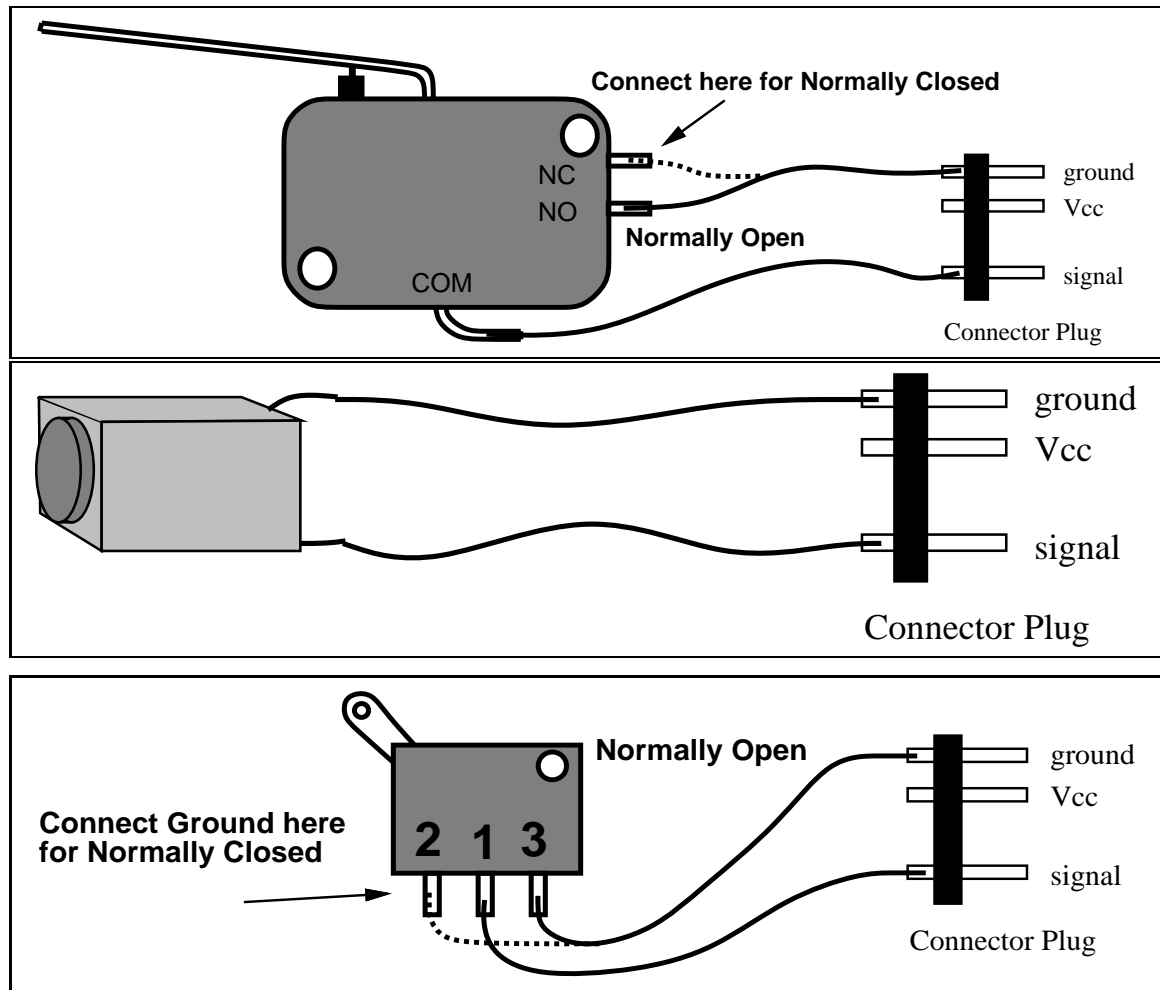 Connect here for Normally Closed
NC
NO
Normally Open
COM
ground
Vcc
signal
Connector Plug
ground
Vcc
signal
Connector Plug
Normally Open
Connect Ground here
for Normally Closed
2 1 3
ground
Vcc
signal
Connector Plug